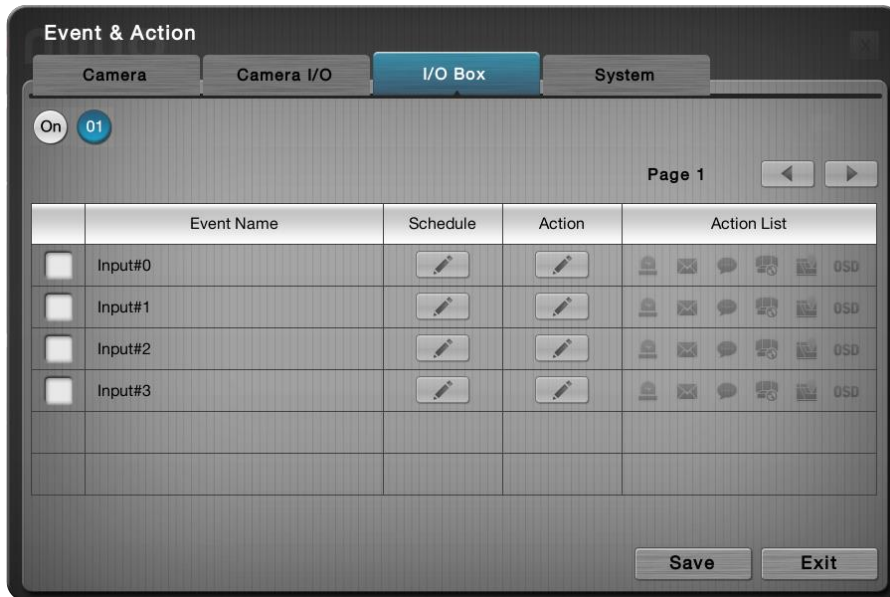 Event & Action
Camera Camera I/O I/O Box System
On 01
Page 1
Event Name Schedule Action Action List
Input#0 OSD
Input#1 OSD
Input#2 OSD
Input#3 OSD
Save Exit